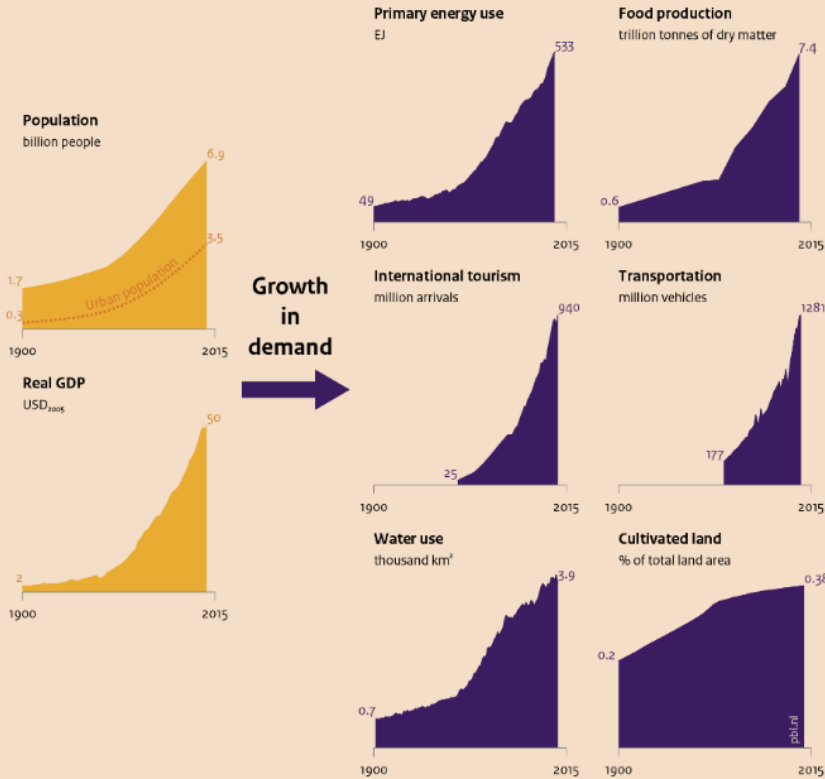 Population
billion people
6.9
3.5
1.7
0.3
Urban population
1900 2015
Real GDP
USD₂₀₀₅
50
2
1900 2015
Growth
in
demand
Primary energy use
EJ
533
49
1900 2015
Food production
trillion tonnes of dry matter
7.4
0.6
1900 2015
International tourism
million arrivals
940
25
1900 2015
Transportation
million vehicles
1281
177
1900 2015
Water use
thousand km³
3.9
0.7
1900 2015
Cultivated land
% of total land area
0.38
0.2
pbl.nl
1900 2015